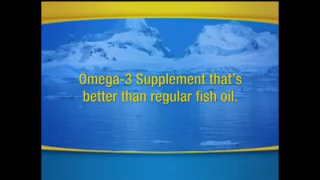 Omega-3 Supplement that's
better than regular fish oil.